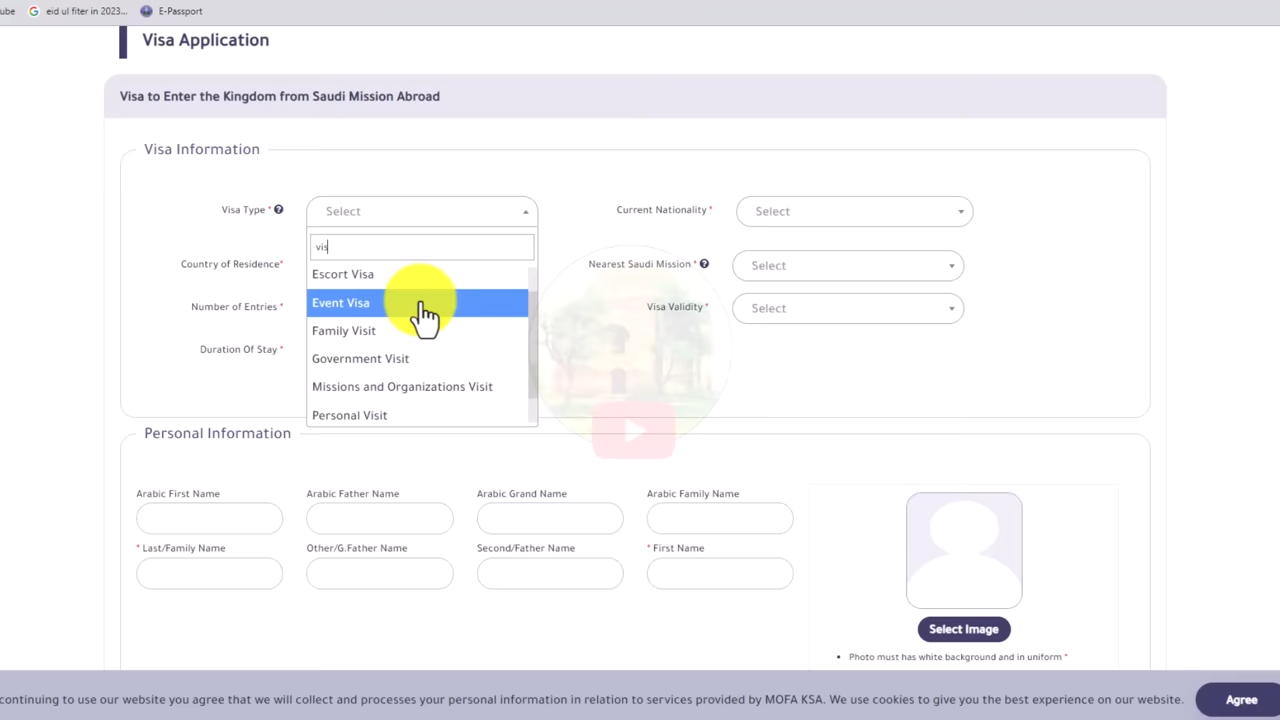 ube eid ul fiter in 2023... E-Passport
Visa Application
Visa to Enter the Kingdom from Saudi Mission Abroad
Visa Information
Visa Type * Select Current Nationality * Select
vis
Country of Residence* Nearest Saudi Mission * Select
Escort Visa
Event Visa
Number of Entries * Visa Validity * Select
Family Visit
Duration Of Stay *
Government Visit
Missions and Organizations Visit
Personal Visit
Personal Information
Arabic First Name Arabic Father Name Arabic Grand Name Arabic Family Name
* Last/Family Name Other/G.Father Name Second/Father Name * First Name
Select Image
• Photo must has white background and in uniform *
continuing to use our website you agree that we will collect and processes your personal information in relation to services provided by MOFA KSA. We use cookies to give you the best experience on our website. Agree